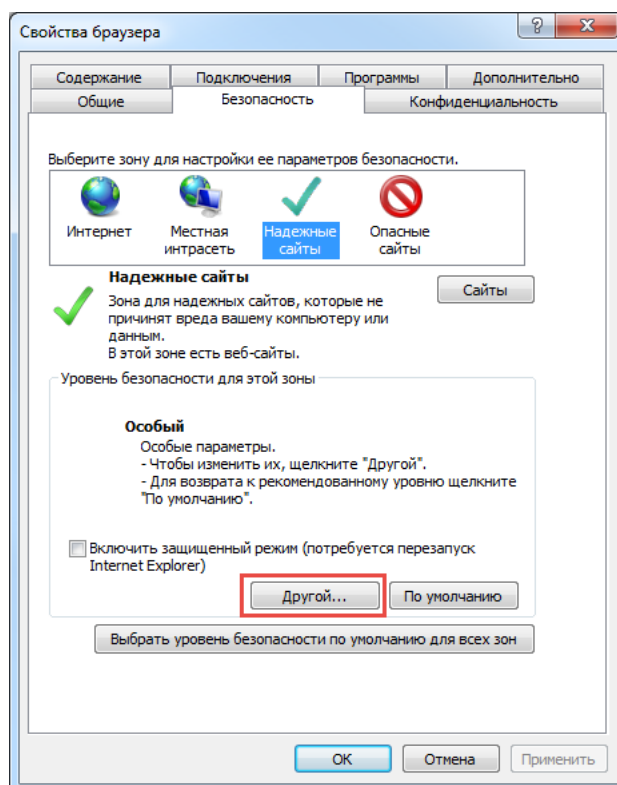 Свойства браузера
Содержание Подключения Программы Дополнительно
Общие Безопасность Конфиденциальность
Выберите зону для настройки ее параметров безопасности.
Интернет Местная интрасеть Надежные сайты Опасные сайты
Надежные сайты
Сайты
Зона для надежных сайтов, которые не
причинят вреда вашему компьютеру или
данным.
В этой зоне есть веб-сайты.
Уровень безопасности для этой зоны
Особый
Особые параметры.
- Чтобы изменить их, щелкните "Другой".
- Для возврата к рекомендованному уровню щелкните
"По умолчанию".
Включить защищенный режим (потребуется перезапуск
Internet Explorer)
Другой... По умолчанию
Выбрать уровень безопасности по умолчанию для всех зон
ОК Отмена Применить